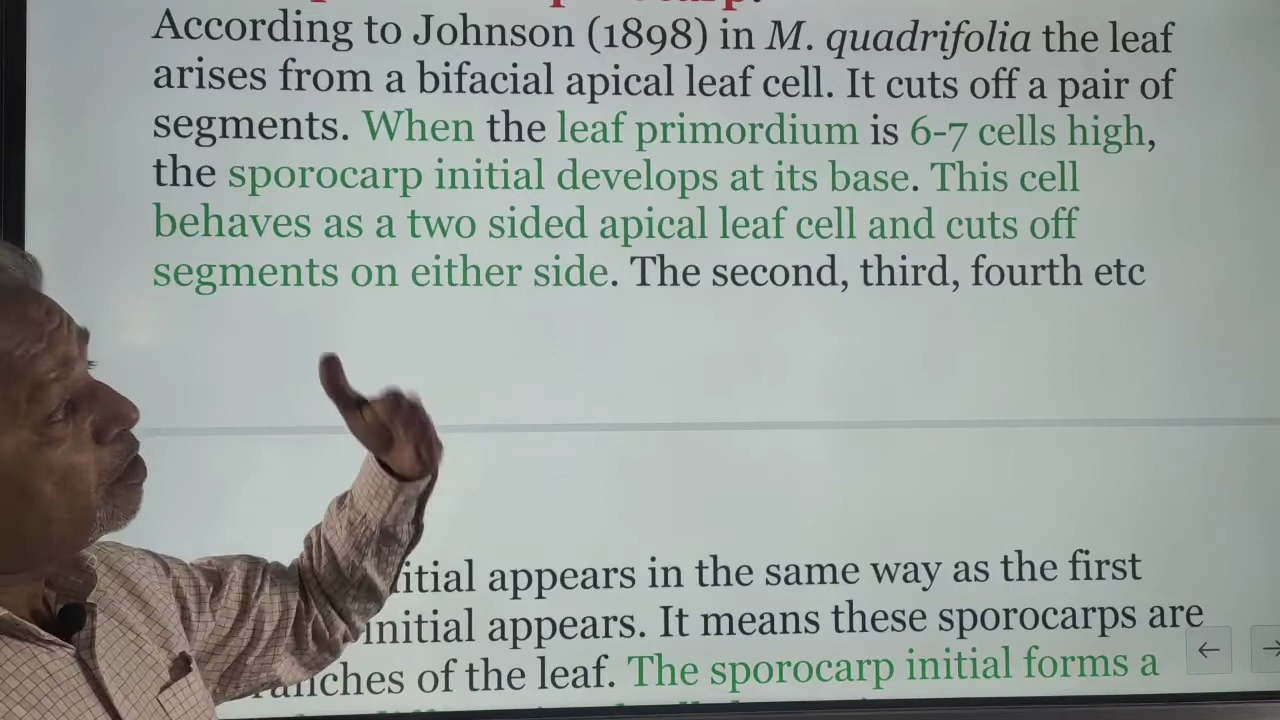 According to Johnson (1898) in M. quadrifolia the leaf
arises from a bifacial apical leaf cell. It cuts off a pair of
segments. When the leaf primordium is 6-7 cells high,
the sporocarp initial develops at its base. This cell
behaves as a two sided apical leaf cell and cuts off
segments on either side. The second, third, fourth etc
appears in the same way as the first
initial appears. It means these sporocarps are
of the leaf. The sporocarp initial forms a